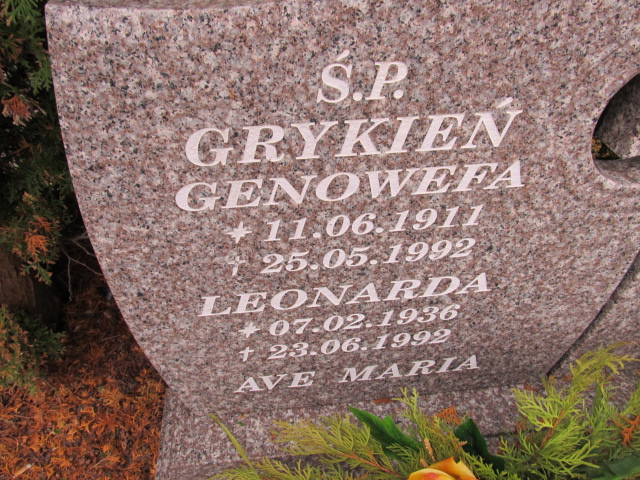 Ś.P.
GRYKIEŃ
GENOWEFA
* 11.06.1911
† 25.05.1992
LEONARDA
* 07.02.1936
† 23.06.1992
AVE MARIA